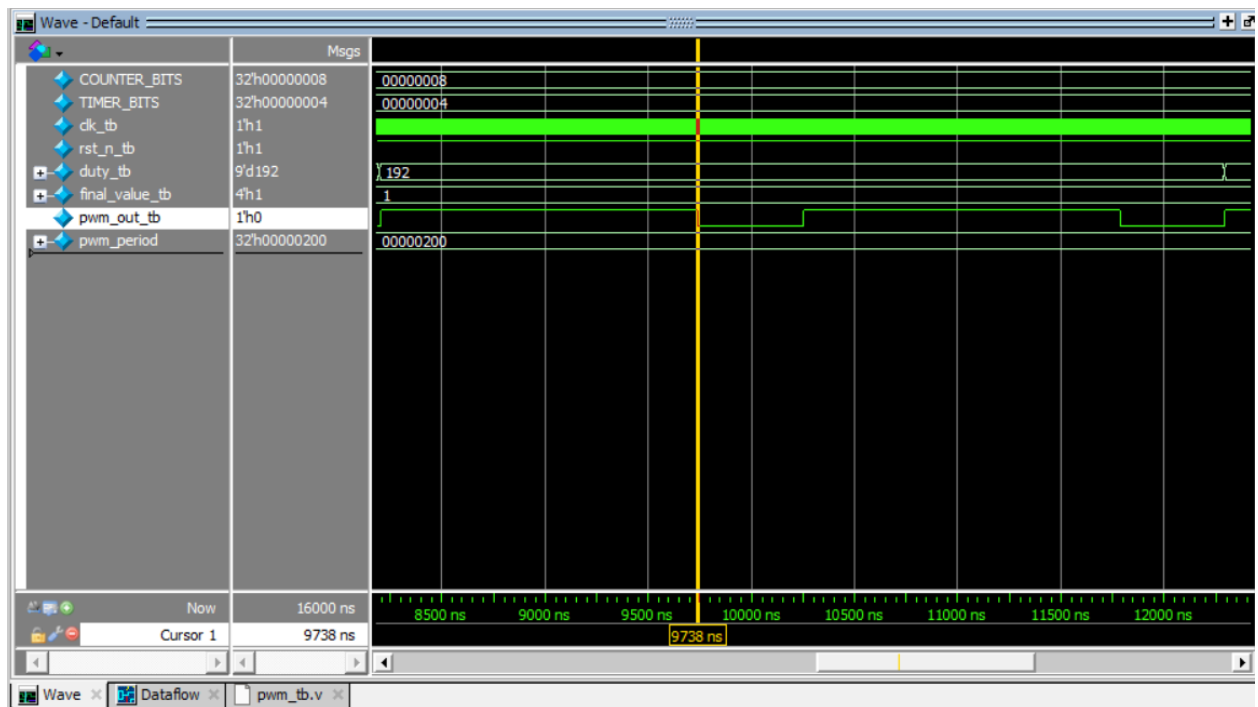 Wave - Default
Msgs
COUNTER_BITS 32'h00000008 00000008
TIMER_BITS 32'h00000004 00000004
clk_tb 1'h1
rst_n_tb 1'h1
duty_tb 9'd192 192
final_value_tb 4'h1 1
pwm_out_tb 1'h0
pwm_period 32'h00000200 00000200
Now 16000 ns 8500 ns 9000 ns 9500 ns 10000 ns 10500 ns 11000 ns 11500 ns 12000 ns
Cursor 1 9738 ns 9738 ns
Wave Dataflow pwm_tb.v